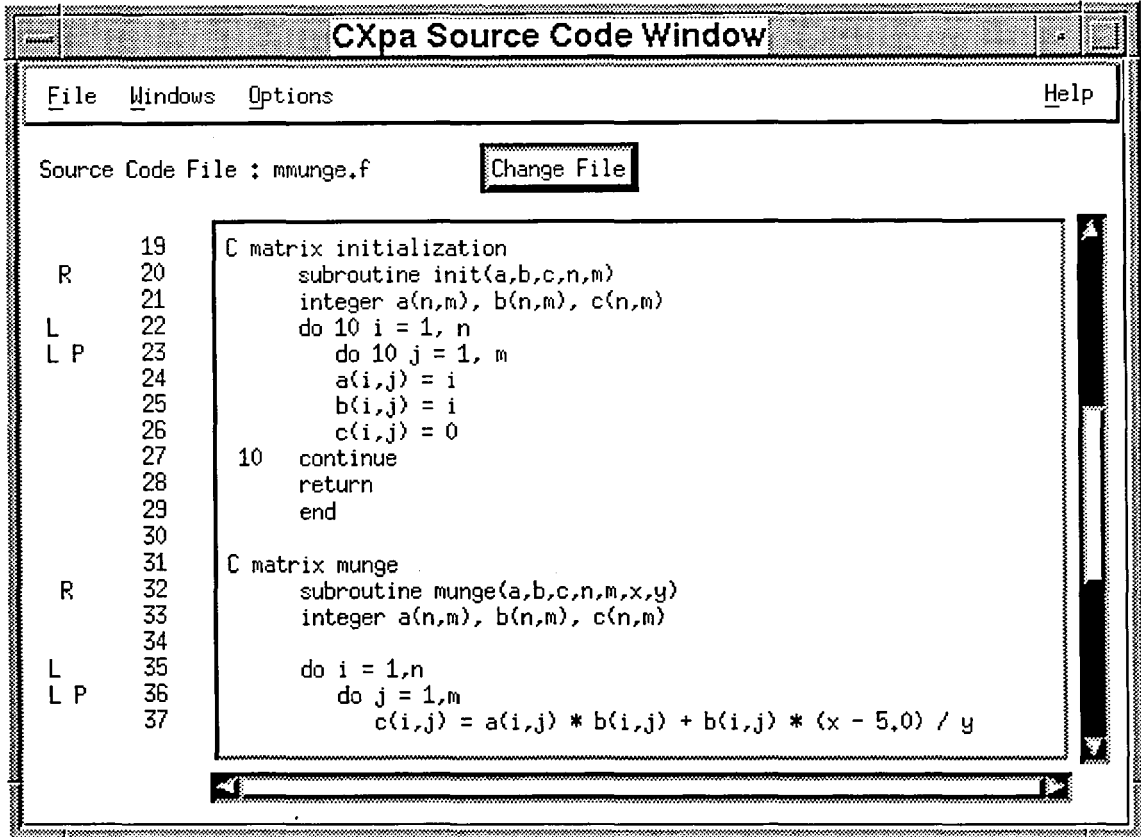 CXpa Source Code Window
File Windows Options Help
Source Code File : mmunge.f Change File
19 C matrix initialization
R 20 subroutine init(a,b,c,n,m)
21 integer a(n,m), b(n,m), c(n,m)
L 22 do 10 i = 1, n
L P 23 do 10 j = 1, m
24 a(i,j) = i
25 b(i,j) = i
26 c(i,j) = 0
27 10 continue
28 return
29 end
30
31 C matrix munge
R 32 subroutine munge(a,b,c,n,m,x,y)
33 integer a(n,m), b(n,m), c(n,m)
34
L 35 do i = 1,n
L P 36 do j = 1,m
37 c(i,j) = a(i,j) * b(i,j) + b(i,j) * (x - 5.0) / y